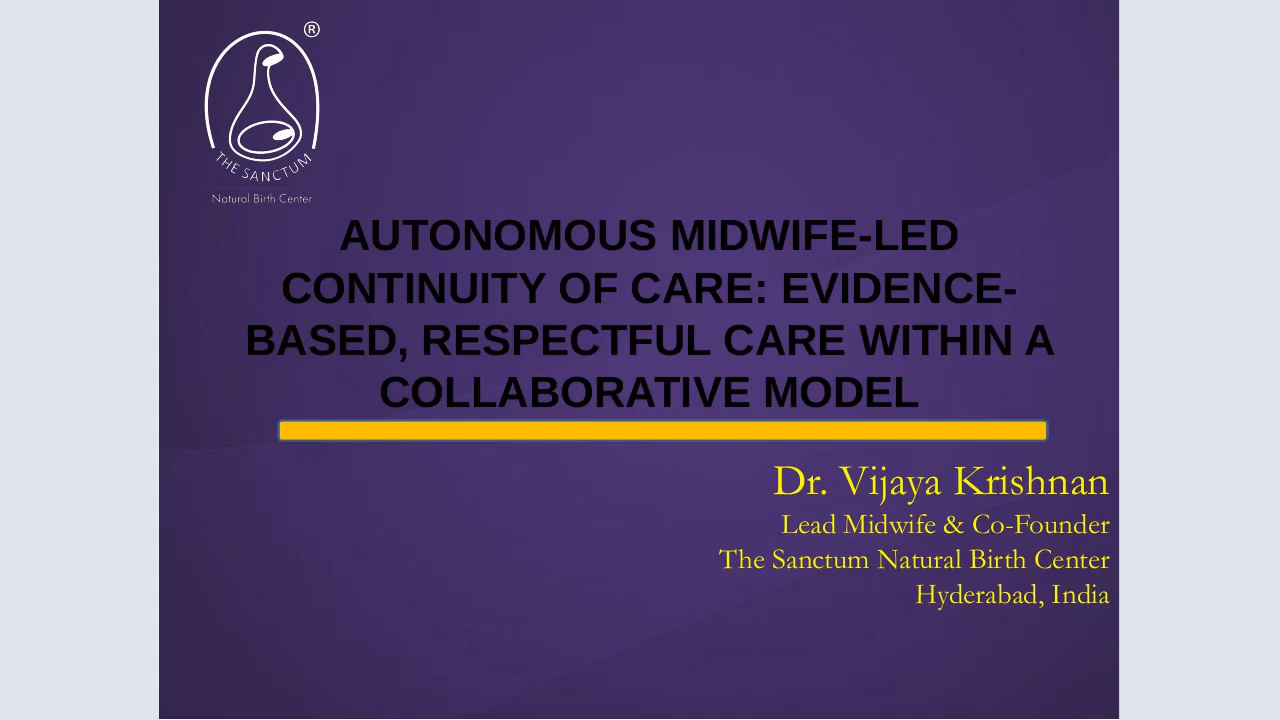 ®
THE SANCTUM
Natural Birth Center
AUTONOMOUS MIDWIFE-LED
CONTINUITY OF CARE: EVIDENCE-
BASED, RESPECTFUL CARE WITHIN A
COLLABORATIVE MODEL
Dr. Vijaya Krishnan
Lead Midwife & Co-Founder
The Sanctum Natural Birth Center
Hyderabad, India